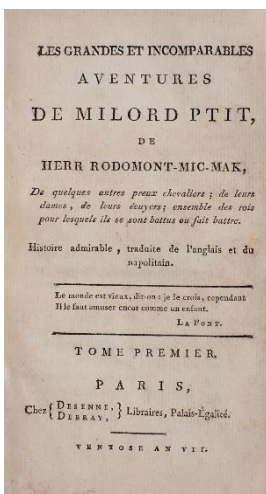 LES GRANDES ET INCOMPARABLES
AVENTURES
DE MILORD PTIT,
DE
HERR RODOMONT-MIC-MAK,
De quelques autres preux chevaliers ; de leurs
dames, de leurs écuyers; ensemble des rois
pour lesquels ils se sont battus ou fait battre.
Histoire admirable, traduite de l'anglais et du
napolitain.
Le monde est vieux, dit-on : je le crois, cependant
Il le faut amuser encor comme un enfant.
LA FONT.
TOME PREMIER.
PARIS,
Chez { DESENNE, DEBRAY, } Libraires, Palais-Égalité.
VENTOSE AN VII.